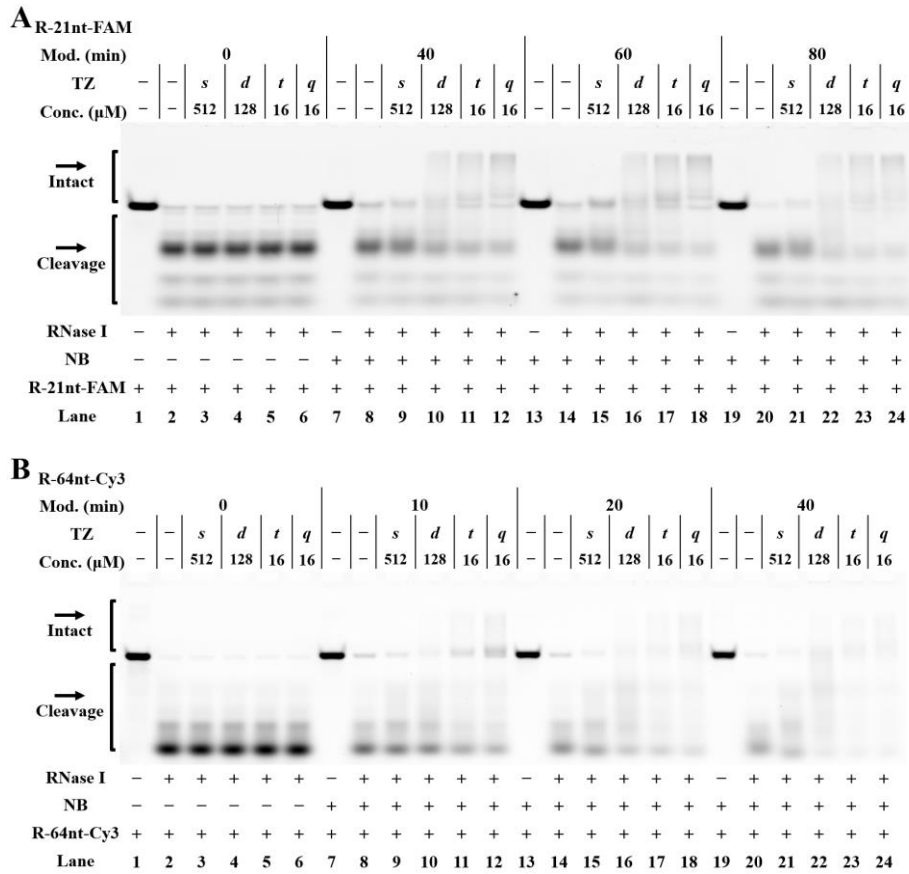 A
R-21nt-FAM
Mod. (min) 0 40 60 80
TZ – – s d t q – – s d t q – – s d t q – – s d t q
Conc. (μM) – – 512 128 16 16 – – 512 128 16 16 – – 512 128 16 16 – – 512 128 16 16
Intact
Cleavage
RNase I – + + + + + – + + + + + – + + + + + – + + + + +
NB – – – – – – + + + + + + + + + + + + + + + + + +
R-21nt-FAM + + + + + + + + + + + + + + + + + + + + + + + +
Lane 1 2 3 4 5 6 7 8 9 10 11 12 13 14 15 16 17 18 19 20 21 22 23 24
B
R-64nt-Cy3
Mod. (min) 0 10 20 40
TZ – – s d t q – – s d t q – – s d t q – – s d t q
Conc. (μM) – – 512 128 16 16 – – 512 128 16 16 – – 512 128 16 16 – – 512 128 16 16
Intact
Cleavage
RNase I – + + + + + – + + + + + – + + + + + – + + + + +
NB – – – – – – + + + + + + + + + + + + + + + + + +
R-64nt-Cy3 + + + + + + + + + + + + + + + + + + + + + + + +
Lane 1 2 3 4 5 6 7 8 9 10 11 12 13 14 15 16 17 18 19 20 21 22 23 24